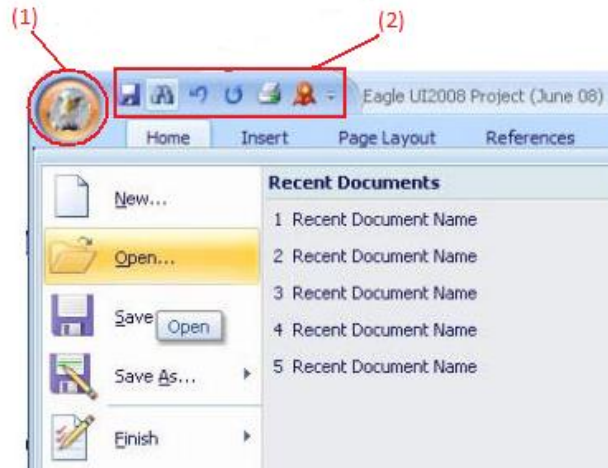 (1)
(2)
Eagle UI2008 Project (June 08)
Home Insert Page Layout References
New...
Open...
Save
Open
Save As...
Finish
Recent Documents
1 Recent Document Name
2 Recent Document Name
3 Recent Document Name
4 Recent Document Name
5 Recent Document Name